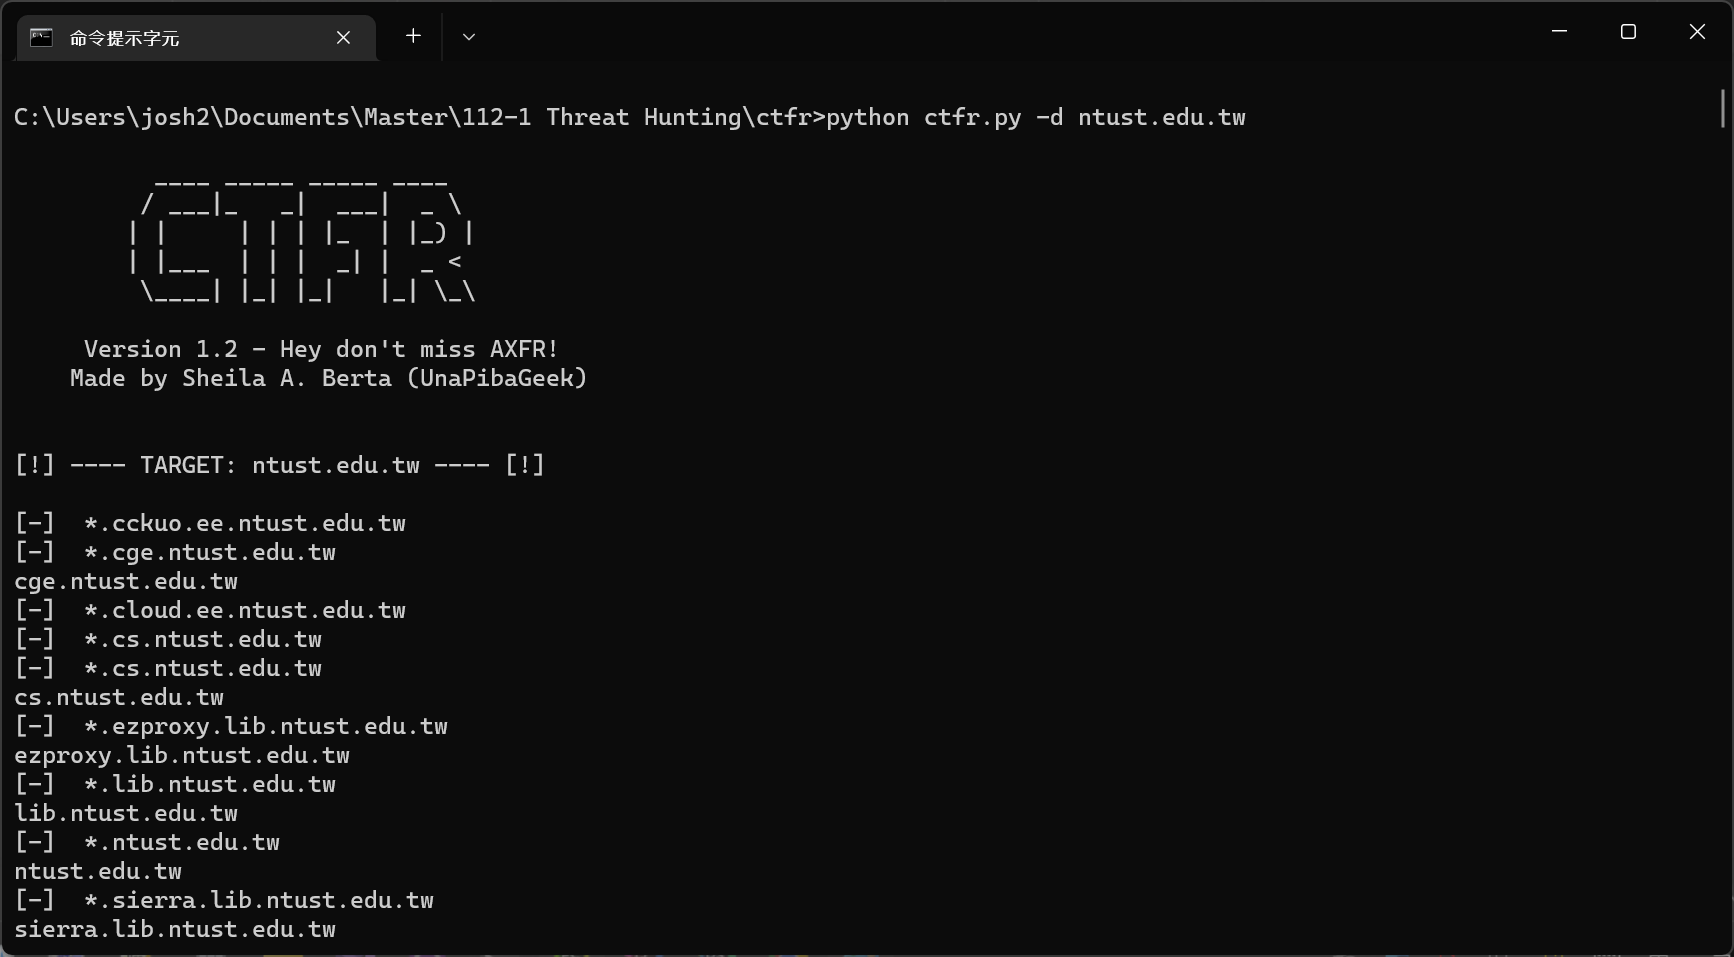 命令提示字元
C:\Users\josh2\Documents\Master\112-1 Threat Hunting\ctfr>python ctfr.py -d ntust.edu.tw
          ____ _____ _____ ____
         / ___|_   _|  ___|  _ \
        | |     | | | |_  | |_) |
        | |___  | | |  _| |  _ <
         \____| |_| |_|   |_| \_\
     Version 1.2 - Hey don't miss AXFR!
    Made by Sheila A. Berta (UnaPibaGeek)
[!] ---- TARGET: ntust.edu.tw ---- [!]
[-]  *.cckuo.ee.ntust.edu.tw
[-]  *.cge.ntust.edu.tw
cge.ntust.edu.tw
[-]  *.cloud.ee.ntust.edu.tw
[-]  *.cs.ntust.edu.tw
[-]  *.cs.ntust.edu.tw
cs.ntust.edu.tw
[-]  *.ezproxy.lib.ntust.edu.tw
ezproxy.lib.ntust.edu.tw
[-]  *.lib.ntust.edu.tw
lib.ntust.edu.tw
[-]  *.ntust.edu.tw
ntust.edu.tw
[-]  *.sierra.lib.ntust.edu.tw
sierra.lib.ntust.edu.tw